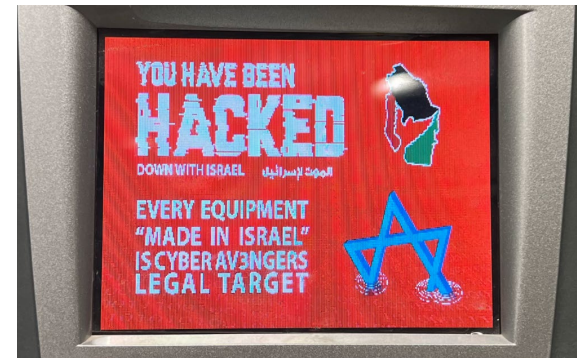 YOU HAVE BEEN
HACKED
DOWN WITH ISRAEL الموت لإسرائيل
EVERY EQUIPMENT
“MADE IN ISRAEL”
IS CYBER AV3NGERS
LEGAL TARGET